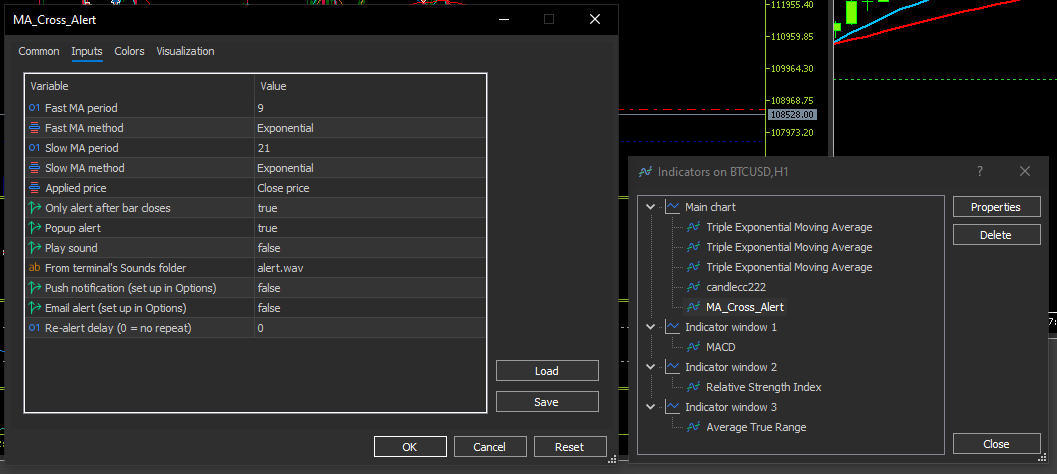 MA_Cross_Alert
Common Inputs Colors Visualization
Variable Value
Fast MA period 9
Fast MA method Exponential
Slow MA period 21
Slow MA method Exponential
Applied price Close price
Only alert after bar closes true
Popup alert true
Play sound false
ab From terminal's Sounds folder alert.wav
Push notification (set up in Options) false
Email alert (set up in Options) false
Re-alert delay (0 = no repeat) 0
Load
Save
OK Cancel Reset
111955.40
110959.85
109964.30
108968.75
108528.00
107973.20
Indicators on BTCUSD,H1 ?
Main chart
Triple Exponential Moving Average
Triple Exponential Moving Average
Triple Exponential Moving Average
candlecc222
MA_Cross_Alert
Indicator window 1
MACD
Indicator window 2
Relative Strength Index
Indicator window 3
Average True Range
Properties
Delete
Close